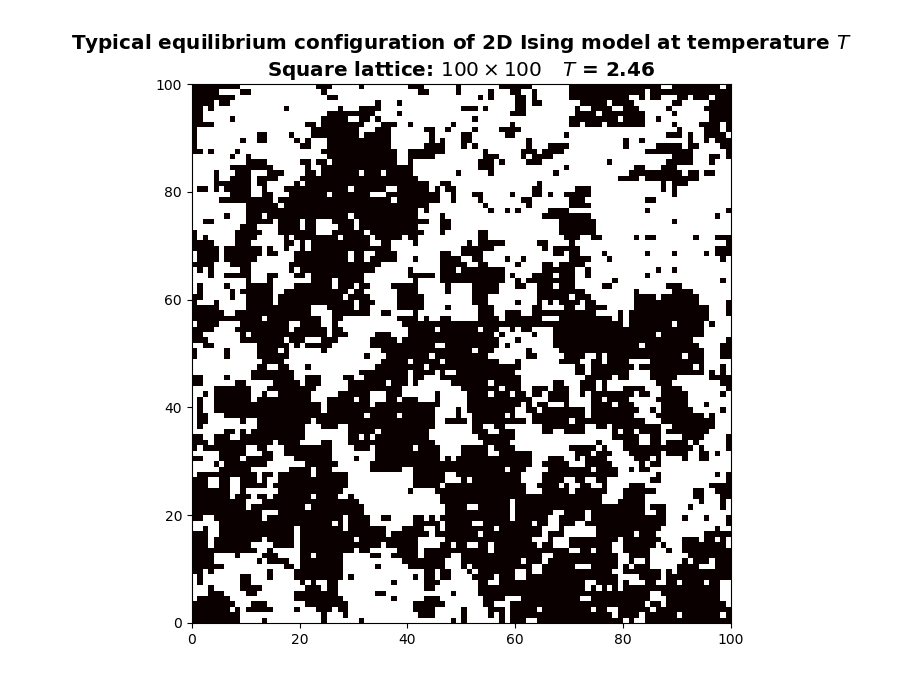 Typical equilibrium configuration of 2D Ising model at temperature T
Square lattice: 100 × 100 T = 2.46
100
80
60
40
20
0
0 20 40 60 80 100